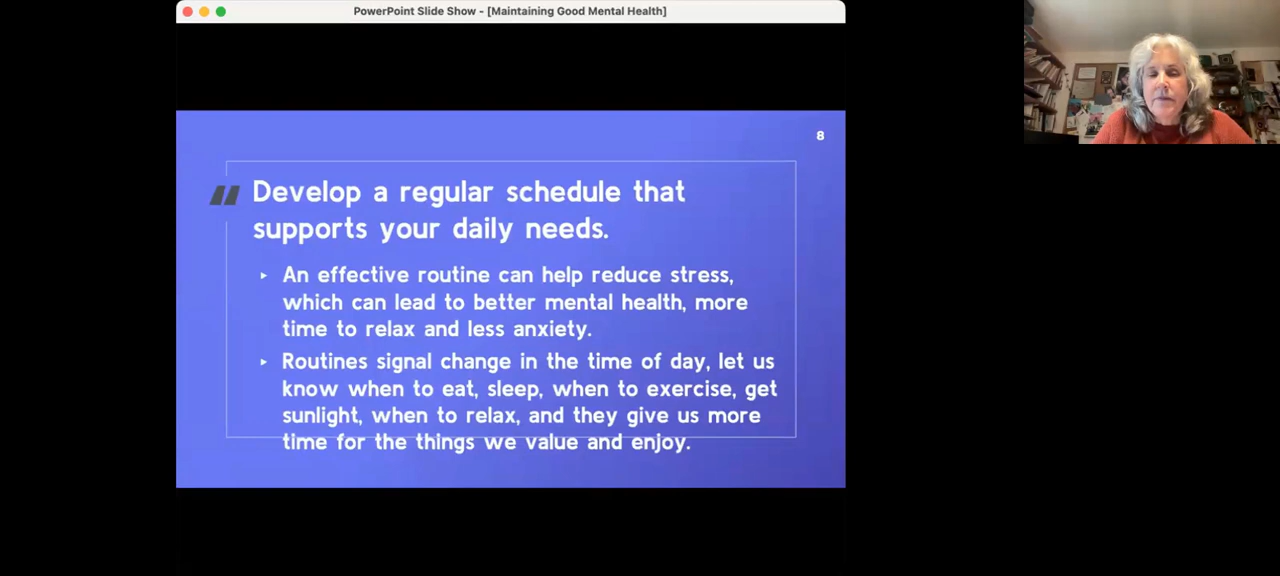 PowerPoint Slide Show - [Maintaining Good Mental Health]
8
Develop a regular schedule that
supports your daily needs.
An effective routine can help reduce stress,
which can lead to better mental health, more
time to relax and less anxiety.
Routines signal change in the time of day, let us
know when to eat, sleep, when to exercise, get
sunlight, when to relax, and they give us more
time for the things we value and enjoy.